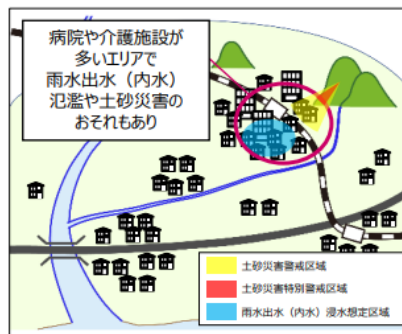 病院や介護施設が
多いエリアで
雨水出水（内水）
氾濫や土砂災害の
おそれもあり
土砂災害警戒区域
土砂災害特別警戒区域
雨水出水（内水）浸水想定区域